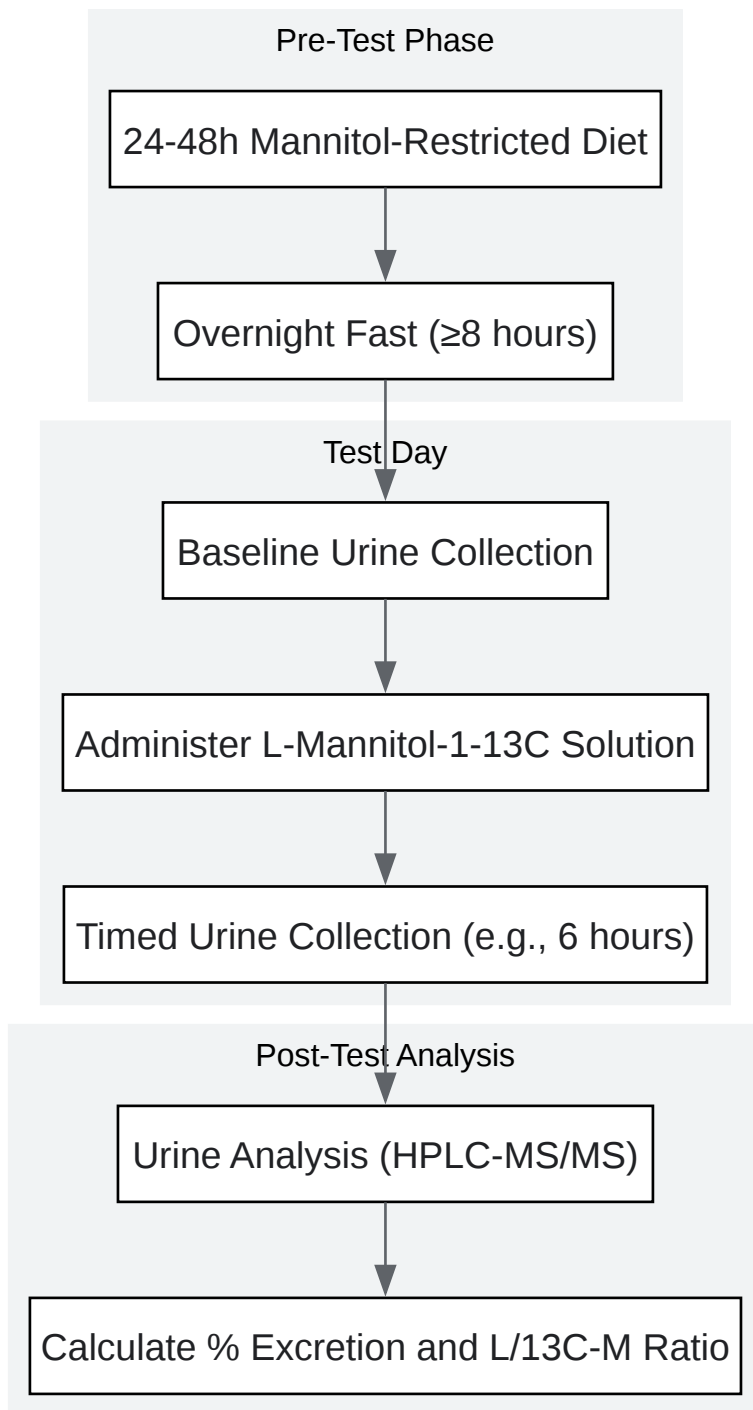 Pre-Test Phase
24-48h Mannitol-Restricted Diet
Overnight Fast (≥8 hours)
Test Day
Baseline Urine Collection
Administer L-Mannitol-1-13C Solution
Timed Urine Collection (e.g., 6 hours)
Post-Test Analysis
Urine Analysis (HPLC-MS/MS)
Calculate % Excretion and L/13C-M Ratio